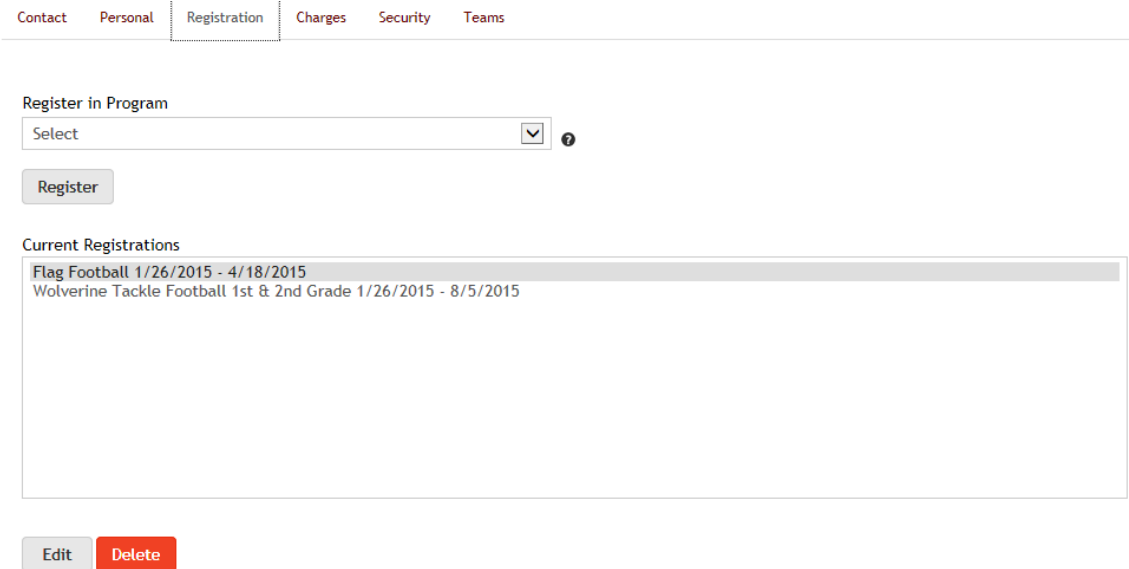 Contact Personal Registration Charges Security Teams
Register in Program
Select
?
Register
Current Registrations
Flag Football 1/26/2015 - 4/18/2015
Wolverine Tackle Football 1st & 2nd Grade 1/26/2015 - 8/5/2015
Edit Delete